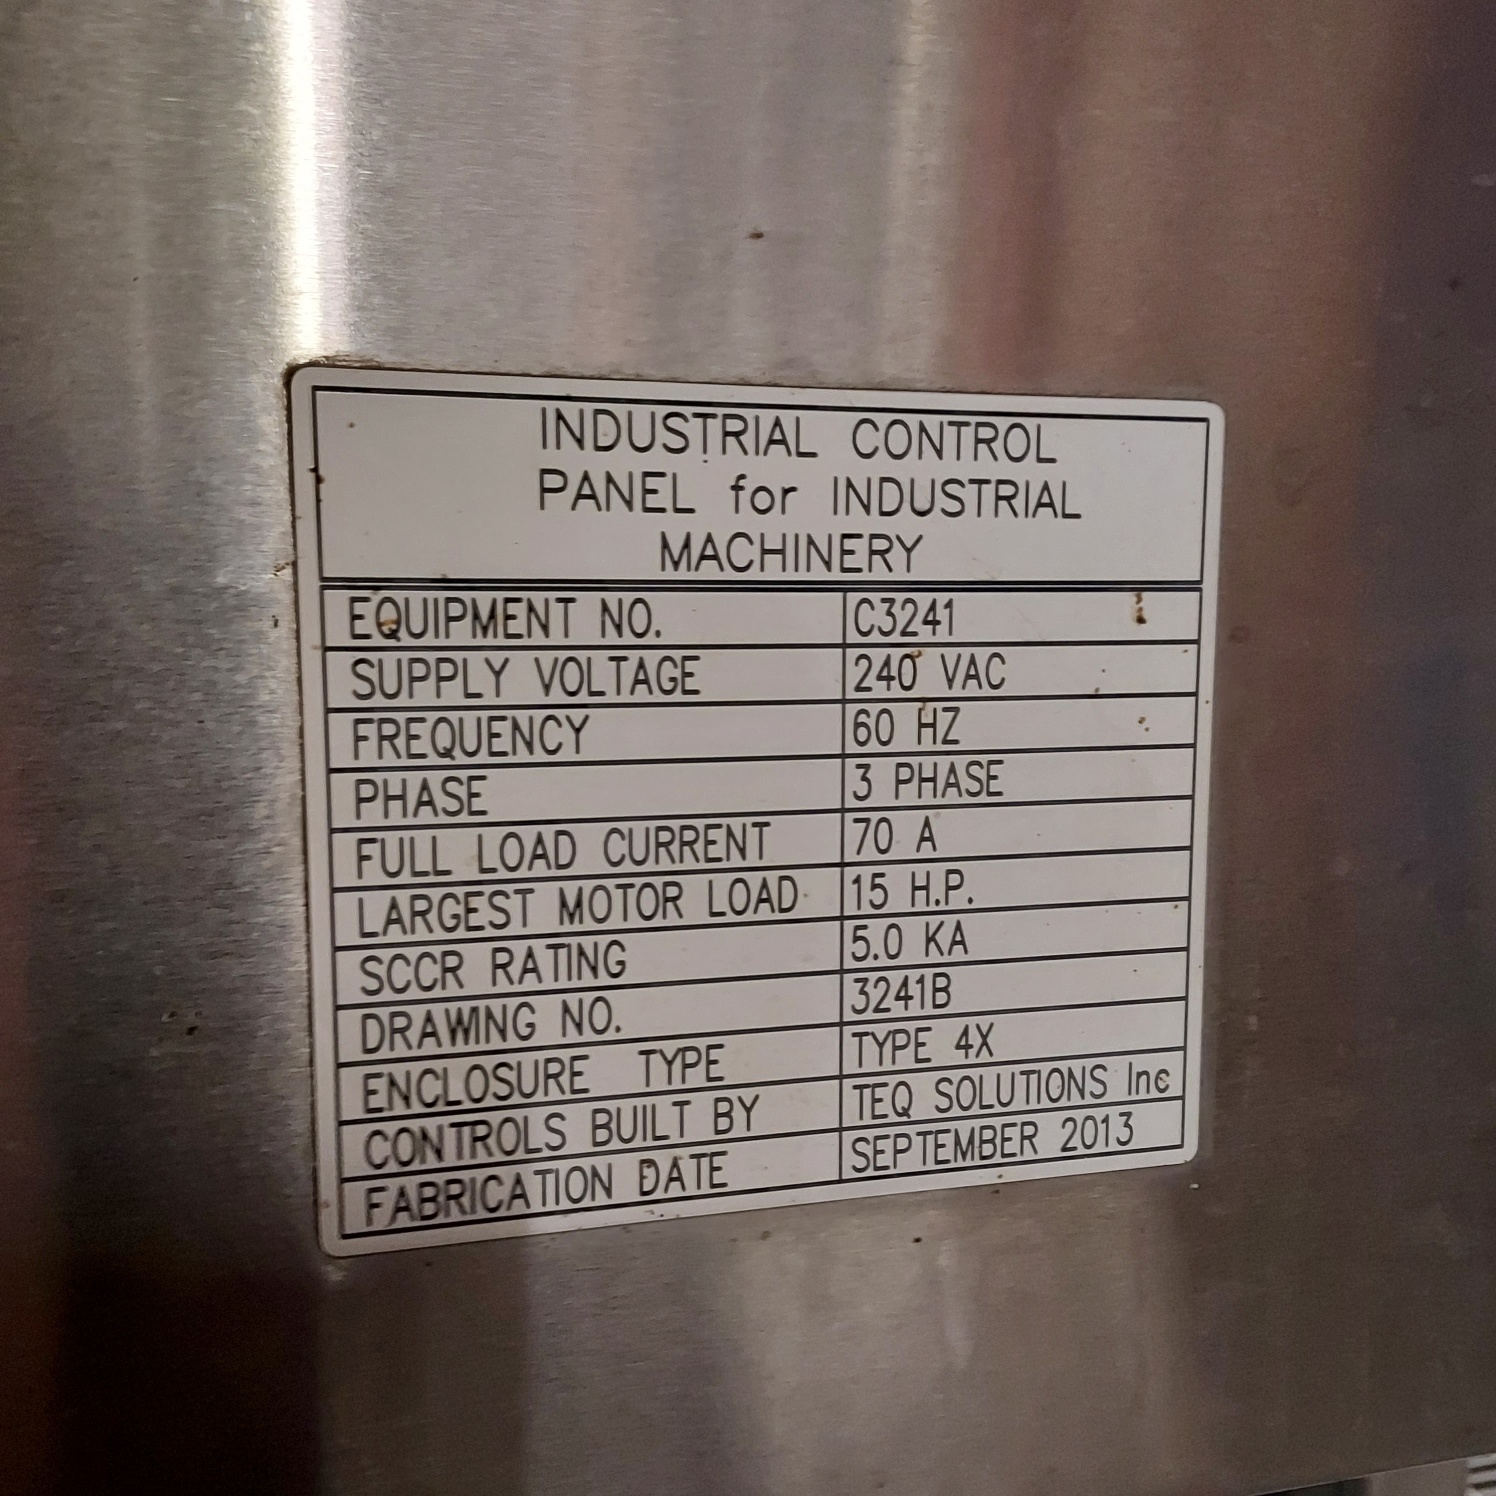 INDUSTRIAL CONTROL
PANEL for INDUSTRIAL
MACHINERY
EQUIPMENT NO. C3241
SUPPLY VOLTAGE 240 VAC
FREQUENCY 60 HZ
PHASE 3 PHASE
FULL LOAD CURRENT 70 A
LARGEST MOTOR LOAD 15 H.P.
SCCR RATING 5.0 KA
DRAWING NO. 3241B
ENCLOSURE TYPE TYPE 4X
CONTROLS BUILT BY TEQ SOLUTIONS Inc
FABRICATION DATE SEPTEMBER 2013